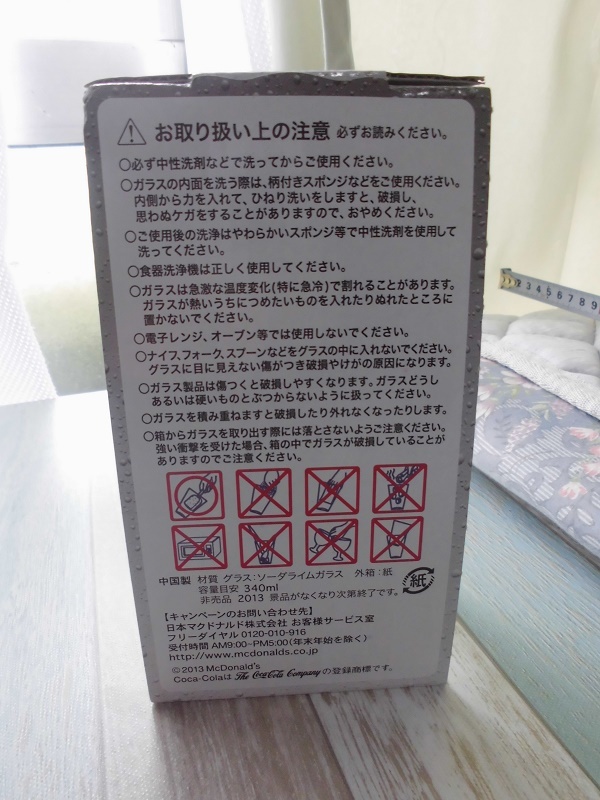 お取り扱い上の注意 必ずお読みください。
○必ず中性洗剤などで洗ってからご使用ください。
○ガラスの内面を洗う際は、柄付きスポンジなどをご使用ください。
内側から力を入れて、ひねり洗いをしますと、破損し、
思わぬケガをすることがありますので、おやめください。
○ご使用後の洗浄はやわらかいスポンジ等で中性洗剤を使用して
洗ってください。
○食器洗浄機は正しく使用してください。
○ガラスは急激な温度変化(特に急冷)で割れることがあります。
ガラスが熱いうちにつめたいものを入れたりぬれたところに
置かないでください。
○電子レンジ、オーブン等では使用しないでください。
○ナイフ、フォーク、スプーンなどをグラスの中に入れないでください。
グラスに目に見えない傷がつき破損やけがの原因になります。
○ガラス製品は傷つくと破損しやすくなります。ガラスどうし
あるいは硬いものとぶつからないように扱ってください。
○ガラスを積み重ねますと破損したり外れなくなったりします。
○箱からガラスを取り出す際には落とさないようご注意ください。
強い衝撃を受けた場合、箱の中でガラスが破損していることが
ありますのでご注意ください。
中国製 材質 グラス:ソーダライムガラス 外箱:紙
容量目安 340ml
非売品 2013 景品がなくなり次第終了です。
紙
【キャンペーンのお問い合わせ先】
日本マクドナルド株式会社 お客様サービス室
フリーダイヤル 0120-010-916
受付時間 AM9:00-PM5:00(年末年始を除く)
http://www.mcdonalds.co.jp
©2013 McDonald's
Coca-Colaは The Coca-Cola Company の登録商標です。
2 3 4 5 6 7 8 9